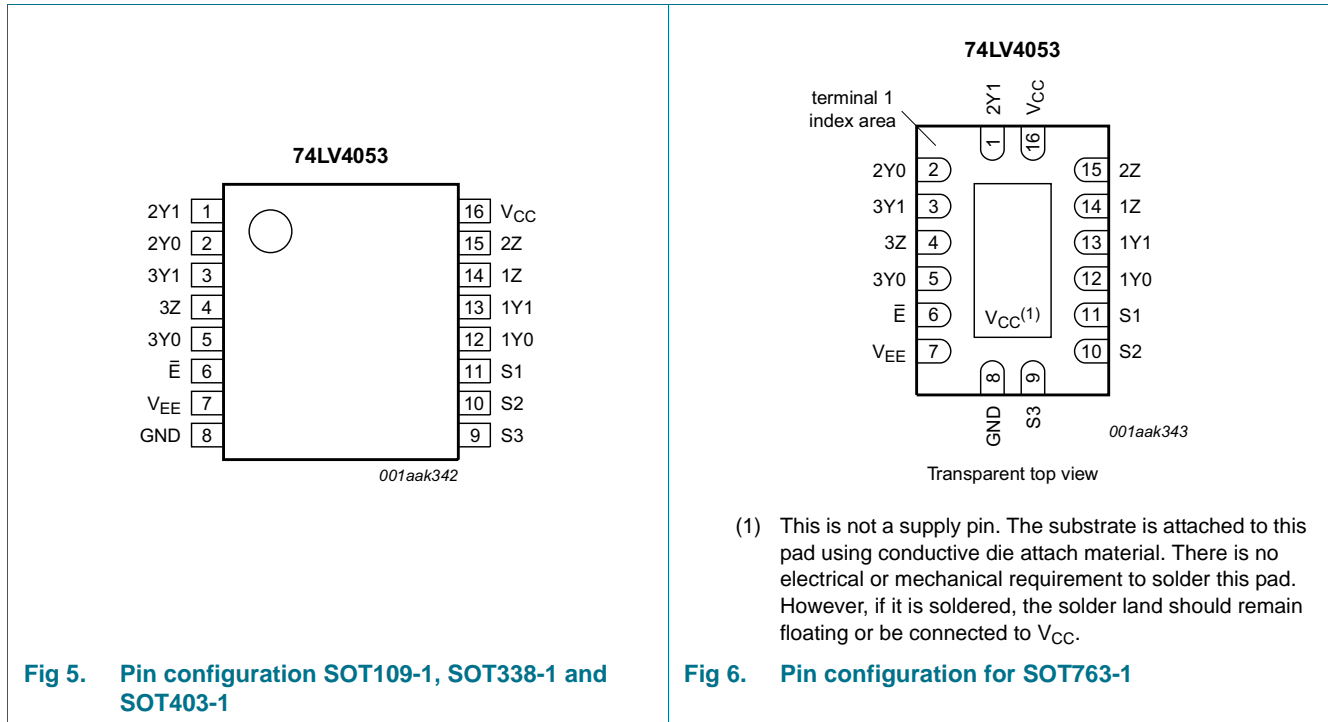 74LV4053
2Y1 1
2Y0 2
3Y1 3
3Z 4
3Y0 5
E̅ 6
VEE 7
GND 8
16 VCC
15 2Z
14 1Z
13 1Y1
12 1Y0
11 S1
10 S2
9 S3
001aak342
Fig 5. Pin configuration SOT109-1, SOT338-1 and
SOT403-1
74LV4053
terminal 1
index area
2Y1
VCC
1
16
2Y0 2
3Y1 3
3Z 4
3Y0 5
E̅ 6
VEE 7
15 2Z
14 1Z
13 1Y1
12 1Y0
11 S1
10 S2
VCC(1)
8
9
GND
S3
001aak343
Transparent top view
(1) This is not a supply pin. The substrate is attached to this
pad using conductive die attach material. There is no
electrical or mechanical requirement to solder this pad.
However, if it is soldered, the solder land should remain
floating or be connected to VCC.
Fig 6. Pin configuration for SOT763-1